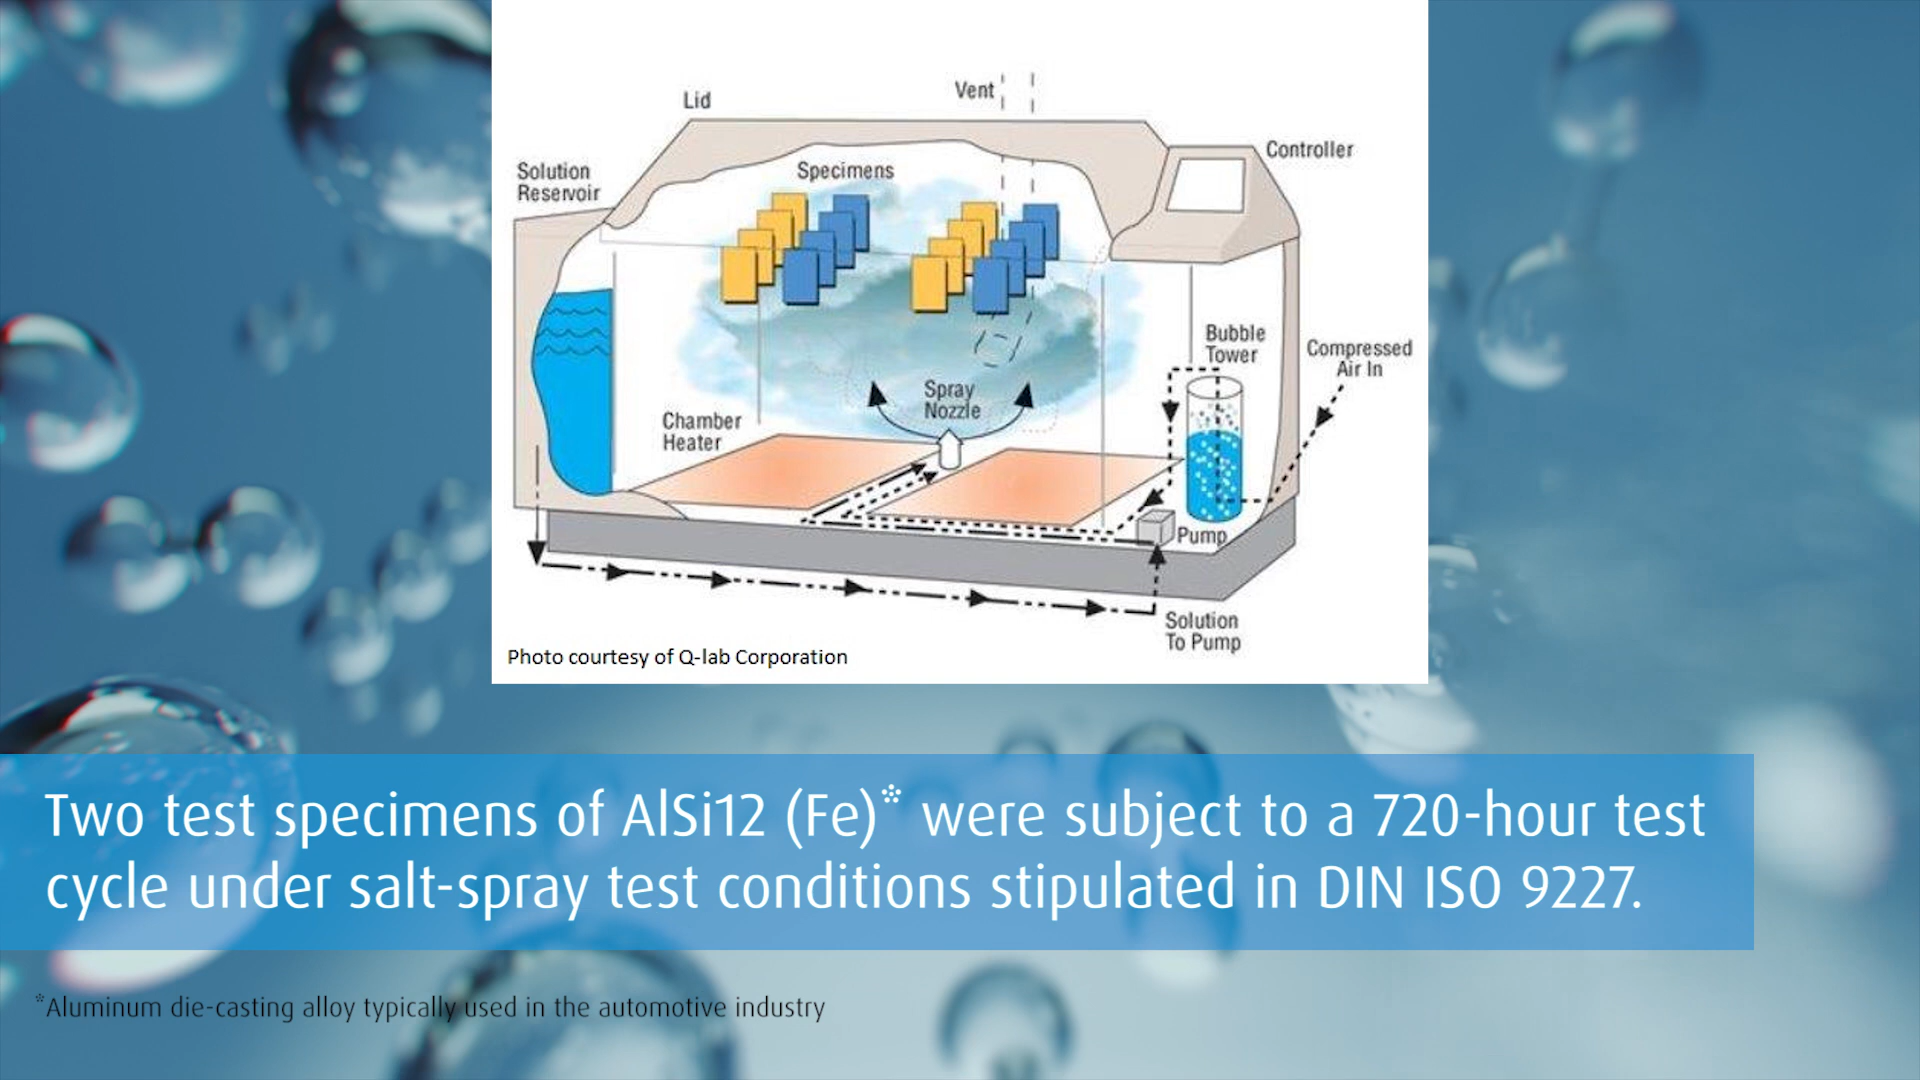 Lid
Vent
Controller
Solution
Reservoir
Specimens
Bubble
Tower
Compressed
Air In
Spray
Nozzle
Chamber
Heater
Pump
Solution
To Pump
Photo courtesy of Q-lab Corporation
Two test specimens of AlSi12 (Fe)* were subject to a 720-hour test
cycle under salt-spray test conditions stipulated in DIN ISO 9227.
*Aluminum die-casting alloy typically used in the automotive industry